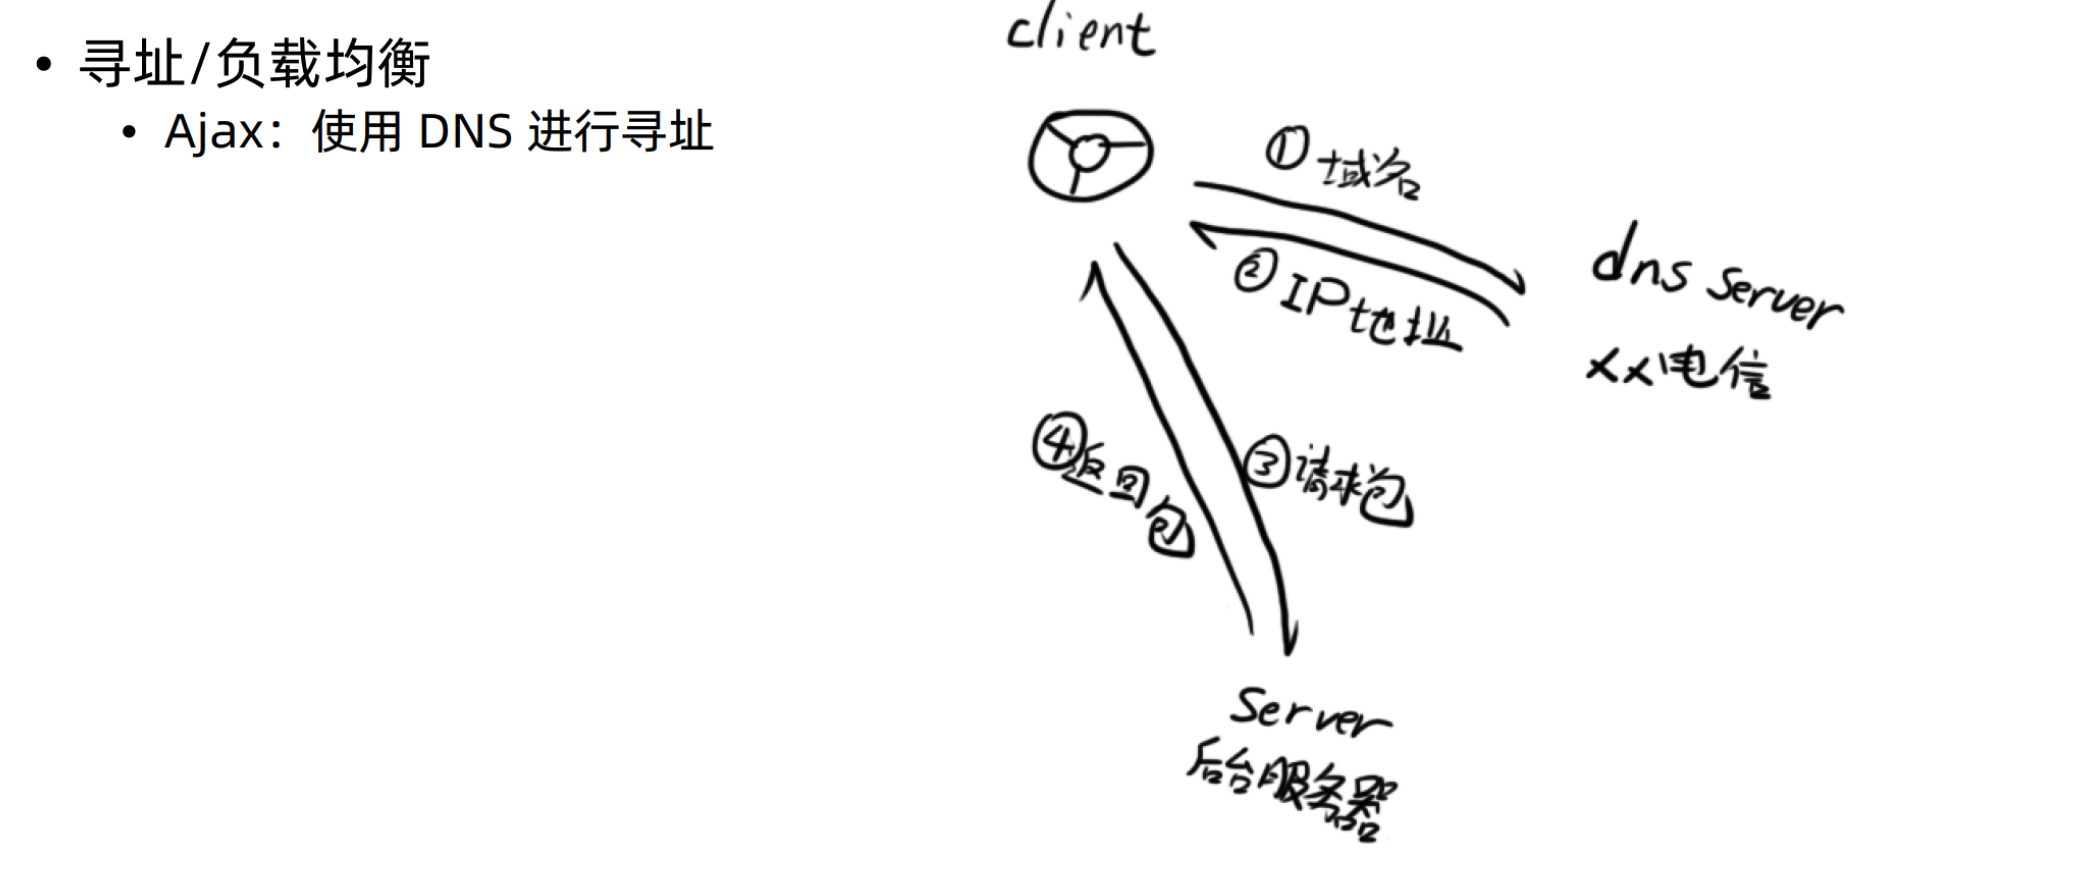 • 寻址/负载均衡
• Ajax：使用 DNS 进行寻址
client
① 域名
② IP地址
dns server
xx电信
③ 请求包
④ 返回包
Server
后台服务器